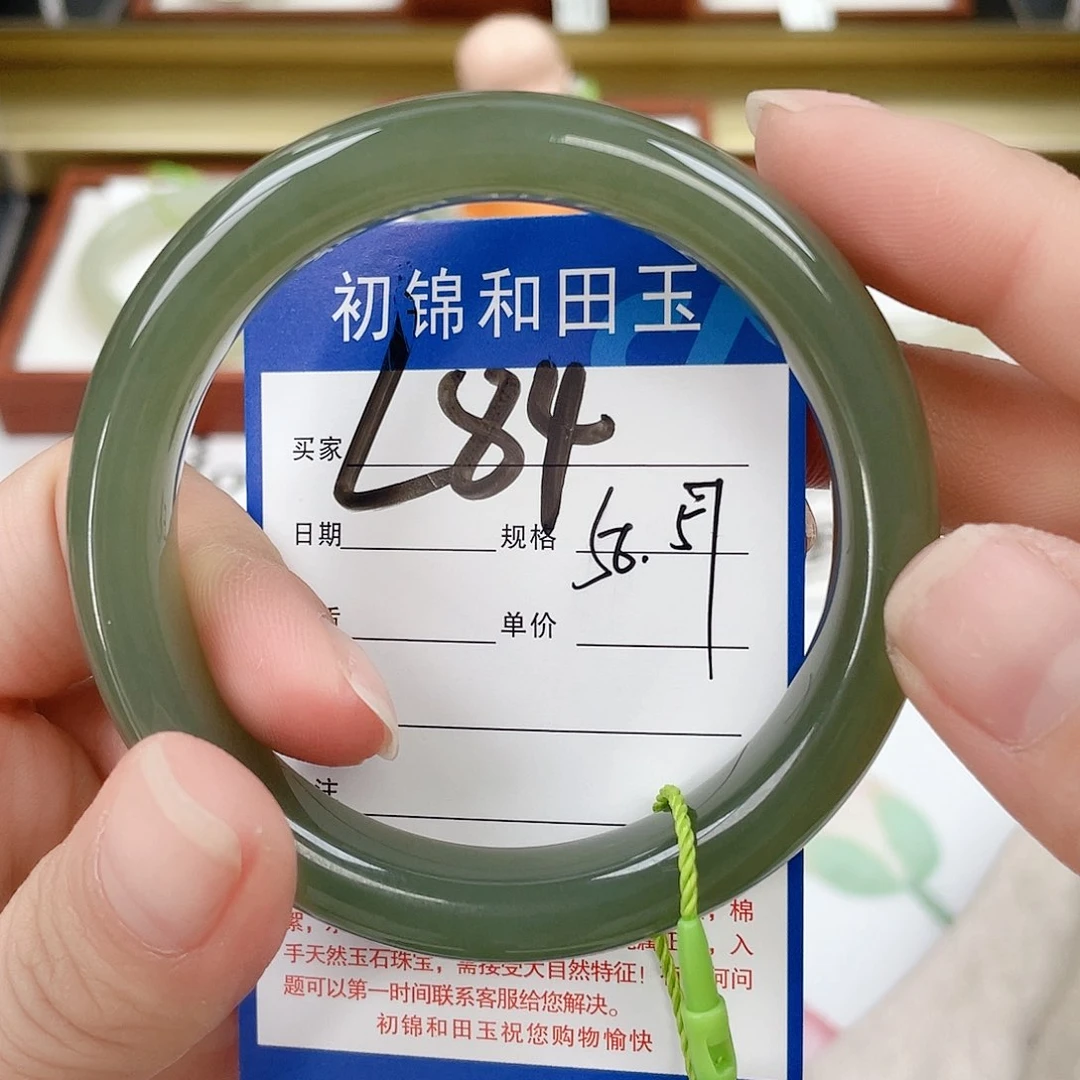 初锦和田玉
L84
买家
日期 规格 56.5
单价
注
棉
手天然玉石珠宝，需接受大自然特征！ 问
题可以第一时间联系客服给您解决。
初锦和田玉祝您购物愉快